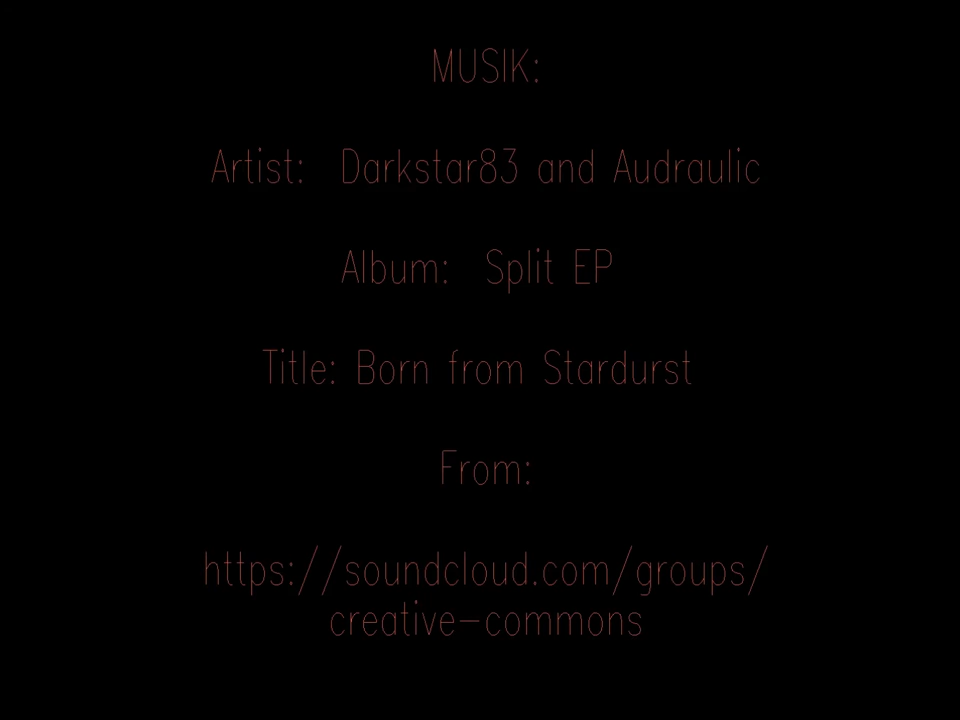 MUSIK:
Artist:  Darkstar83 and Audraulic
Album:  Split EP
Title: Born from Stardurst
From:
https://soundcloud.com/groups/
creative-commons